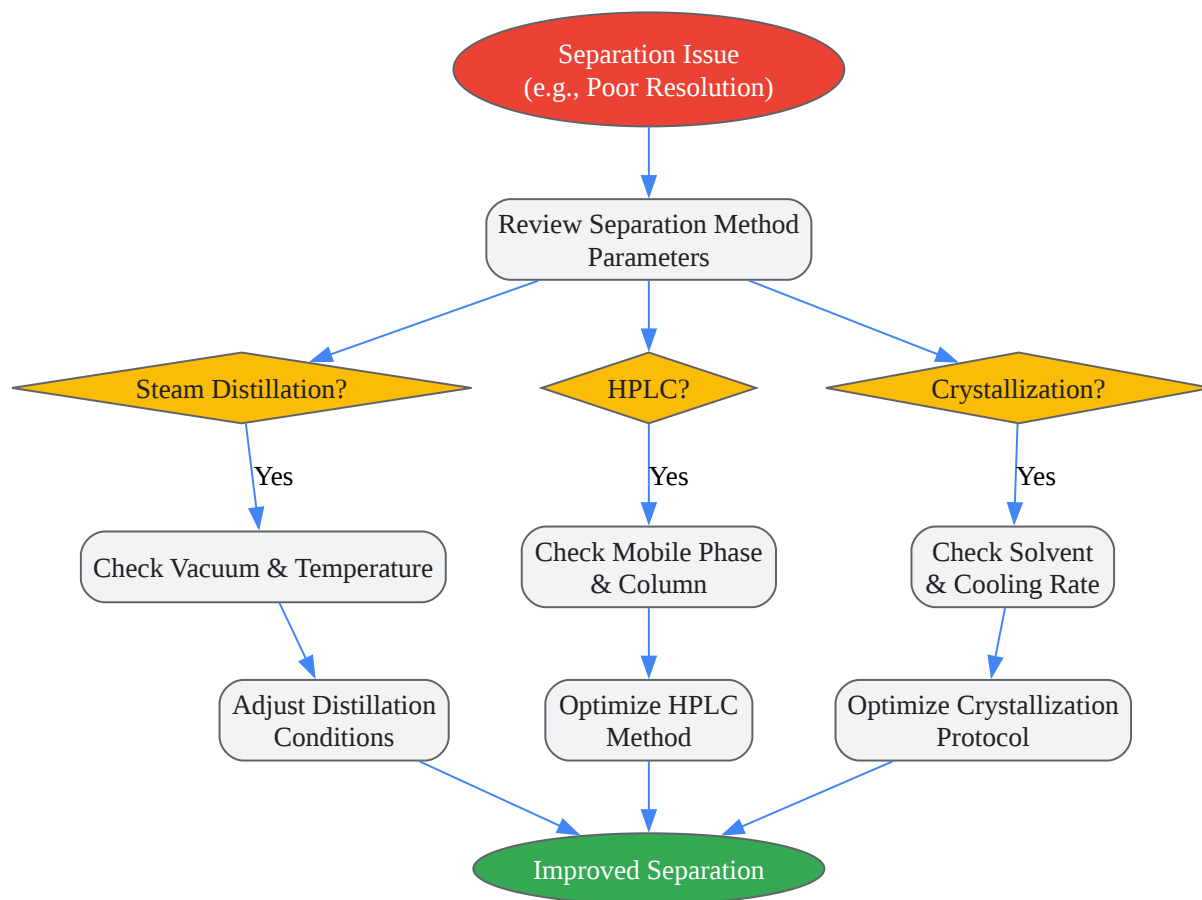 Separation Issue
(e.g., Poor Resolution)
Review Separation Method
Parameters
Steam Distillation?
HPLC?
Crystallization?
Yes
Yes
Yes
Check Vacuum & Temperature
Check Mobile Phase
& Column
Check Solvent
& Cooling Rate
Adjust Distillation
Conditions
Optimize HPLC
Method
Optimize Crystallization
Protocol
Improved Separation